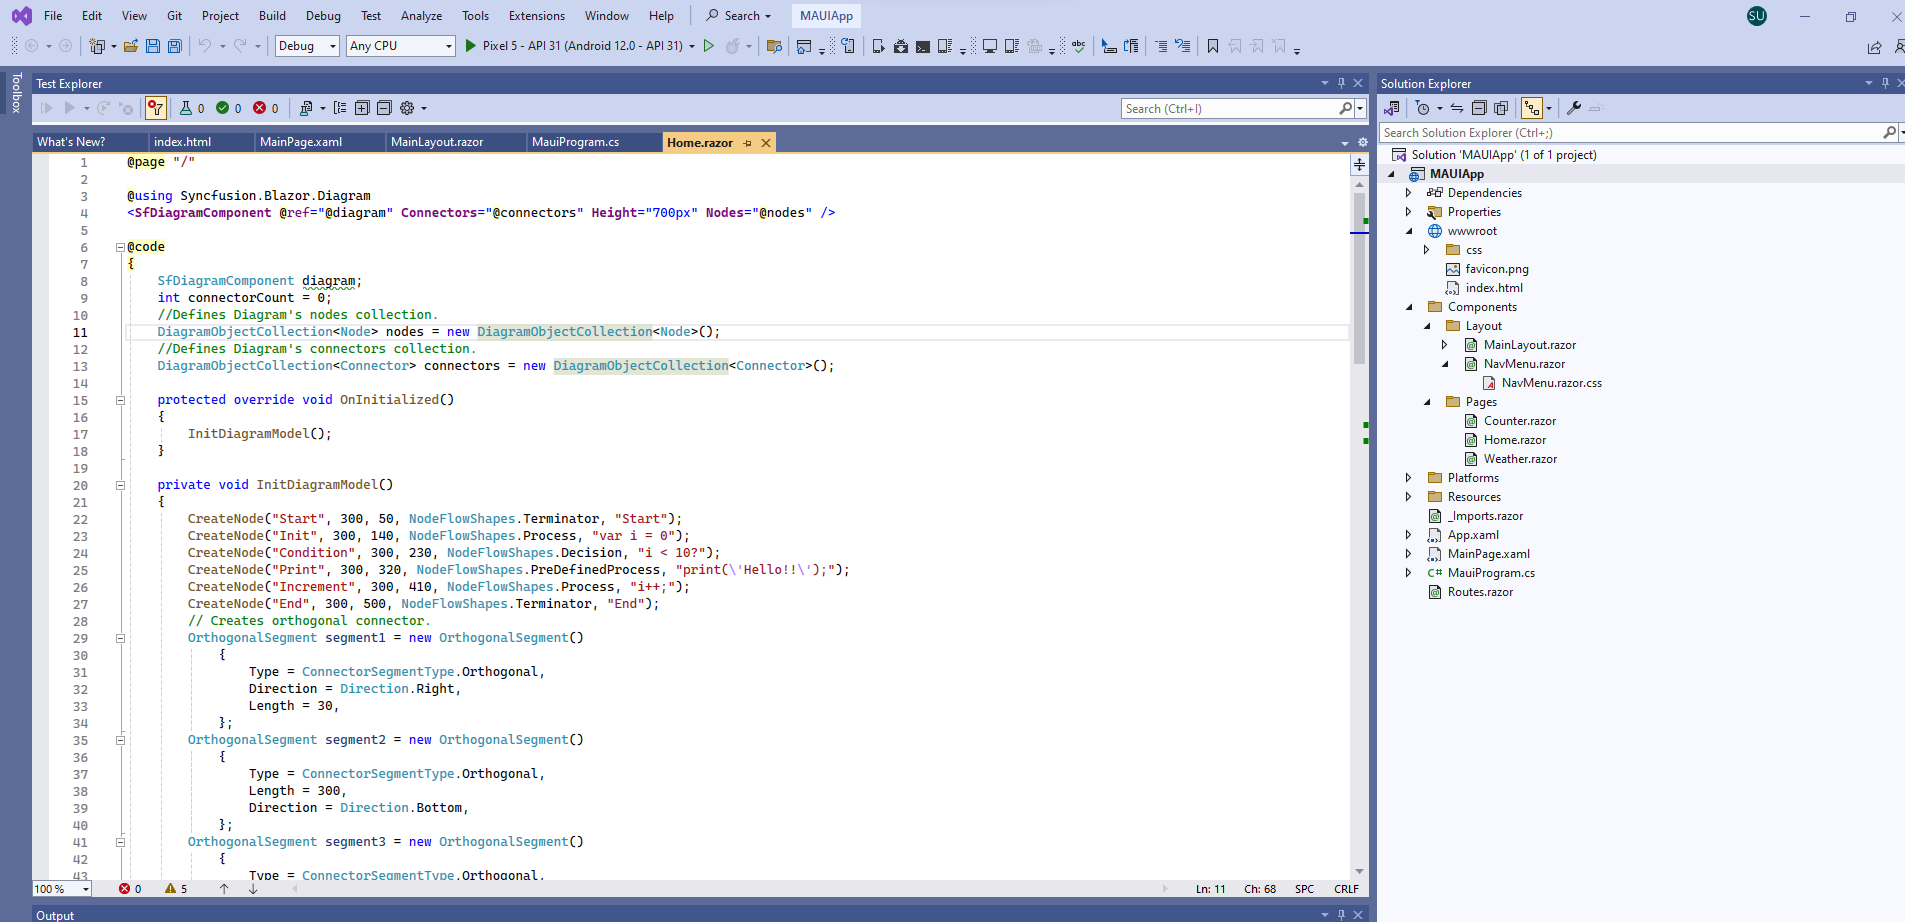 File Edit View Git Project Build Debug Test Analyze Tools Extensions Window Help Search MAUIApp SU
Debug Any CPU Pixel 5 - API 31 (Android 12.0 - API 31)
Toolbox
Test Explorer
0 0 0 Search (Ctrl+I)
What's New? index.html MainPage.xaml MainLayout.razor MauiProgram.cs Home.razor
1 @page "/"
2
3 @using Syncfusion.Blazor.Diagram
4 <SfDiagramComponent @ref="@diagram" Connectors="@connectors" Height="700px" Nodes="@nodes" />
5
6 @code
7 {
8 SfDiagramComponent diagram;
9 int connectorCount = 0;
10 //Defines Diagram's nodes collection.
11 DiagramObjectCollection<Node> nodes = new DiagramObjectCollection<Node>();
12 //Defines Diagram's connectors collection.
13 DiagramObjectCollection<Connector> connectors = new DiagramObjectCollection<Connector>();
14
15 protected override void OnInitialized()
16 {
17 InitDiagramModel();
18 }
19
20 private void InitDiagramModel()
21 {
22 CreateNode("Start", 300, 50, NodeFlowShapes.Terminator, "Start");
23 CreateNode("Init", 300, 140, NodeFlowShapes.Process, "var i = 0");
24 CreateNode("Condition", 300, 230, NodeFlowShapes.Decision, "i < 10?");
25 CreateNode("Print", 300, 320, NodeFlowShapes.PreDefinedProcess, "print(\'Hello!!\');");
26 CreateNode("Increment", 300, 410, NodeFlowShapes.Process, "i++;");
27 CreateNode("End", 300, 500, NodeFlowShapes.Terminator, "End");
28 // Creates orthogonal connector.
29 OrthogonalSegment segment1 = new OrthogonalSegment()
30 {
31 Type = ConnectorSegmentType.Orthogonal,
32 Direction = Direction.Right,
33 Length = 30,
34 };
35 OrthogonalSegment segment2 = new OrthogonalSegment()
36 {
37 Type = ConnectorSegmentType.Orthogonal,
38 Length = 300,
39 Direction = Direction.Bottom,
40 };
41 OrthogonalSegment segment3 = new OrthogonalSegment()
42 {
43 Type = ConnectorSegmentType.Orthogonal,
100 % 0 5 Ln: 11 Ch: 68 SPC CRLF
Output
Solution Explorer
Search Solution Explorer (Ctrl+;)
Solution 'MAUIApp' (1 of 1 project)
MAUIApp
Dependencies
Properties
wwwroot
css
favicon.png
index.html
Components
Layout
MainLayout.razor
NavMenu.razor
NavMenu.razor.css
Pages
Counter.razor
Home.razor
Weather.razor
Platforms
Resources
_Imports.razor
App.xaml
MainPage.xaml
C# MauiProgram.cs
Routes.razor